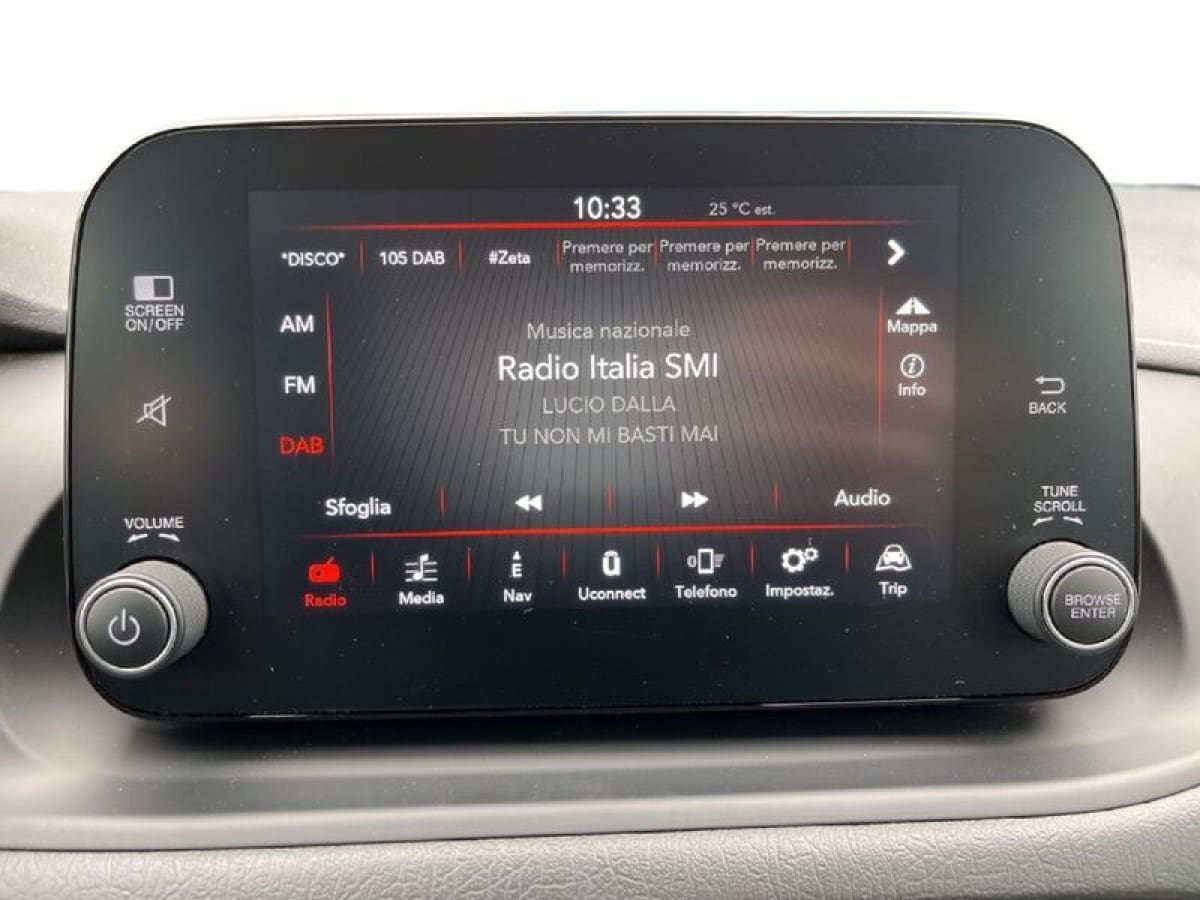 10:33
25 °C est.
*DISCO*
105 DAB
#Zeta
Premere per
memorizz.
Premere per
memorizz.
Premere per
memorizz.
SCREEN
ON/OFF
AM
FM
DAB
Musica nazionale
Radio Italia SMI
LUCIO DALLA
TU NON MI BASTI MAI
Mappa
Info
BACK
Sfoglia
Audio
VOLUME
TUNE
SCROLL
Radio
Media
E
Nav
Uconnect
Telefono
Impostaz.
Trip
BROWSE
ENTER